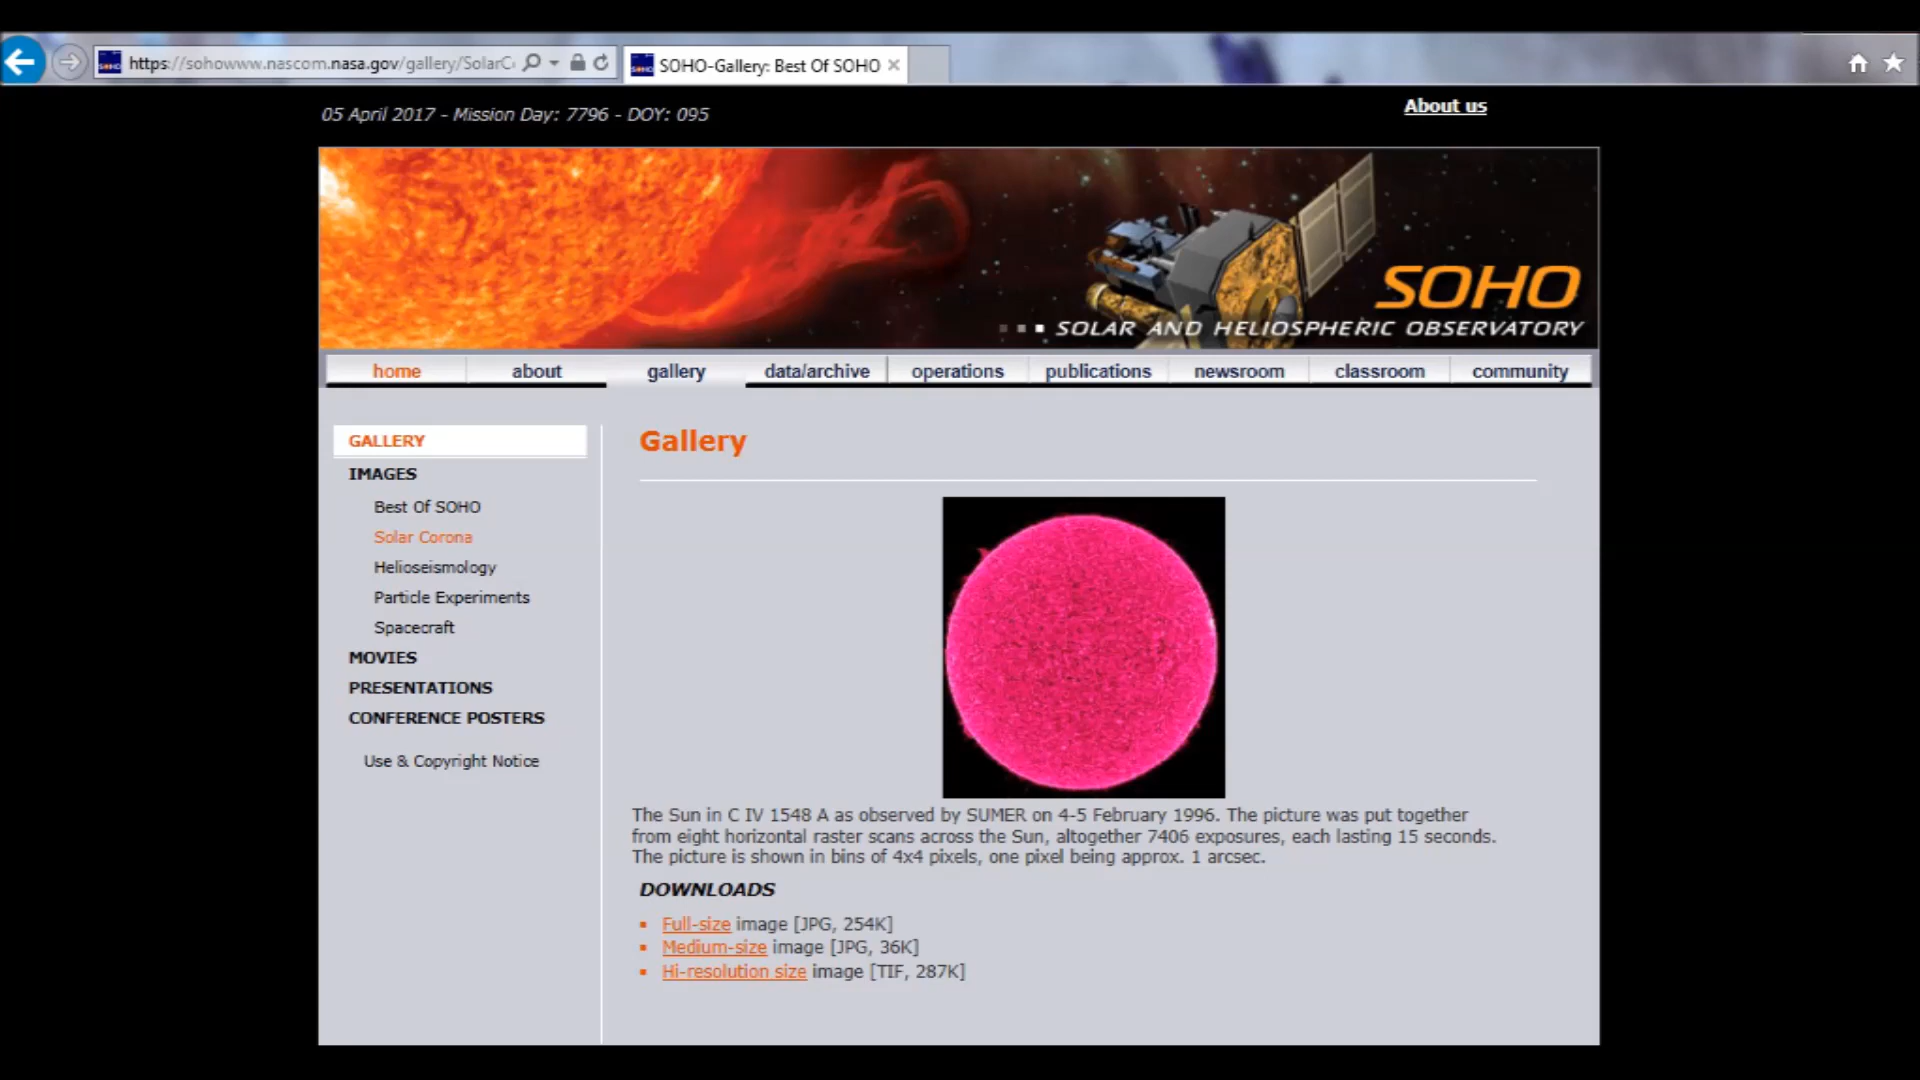 https://sohowww.nascom.nasa.gov/gallery/SolarC
SOHO-Gallery: Best Of SOHO
05 April 2017 - Mission Day: 7796 - DOY: 095
About us
SOHO
SOLAR AND HELIOSPHERIC OBSERVATORY
home about gallery data/archive operations publications newsroom classroom community
GALLERY
IMAGES
Best Of SOHO
Solar Corona
Helioseismology
Particle Experiments
Spacecraft
MOVIES
PRESENTATIONS
CONFERENCE POSTERS
Use & Copyright Notice
Gallery
The Sun in C IV 1548 A as observed by SUMER on 4-5 February 1996. The picture was put together
from eight horizontal raster scans across the Sun, altogether 7406 exposures, each lasting 15 seconds.
The picture is shown in bins of 4x4 pixels, one pixel being approx. 1 arcsec.
DOWNLOADS
Full-size image [JPG, 254K]
Medium-size image [JPG, 36K]
Hi-resolution size image [TIF, 287K]